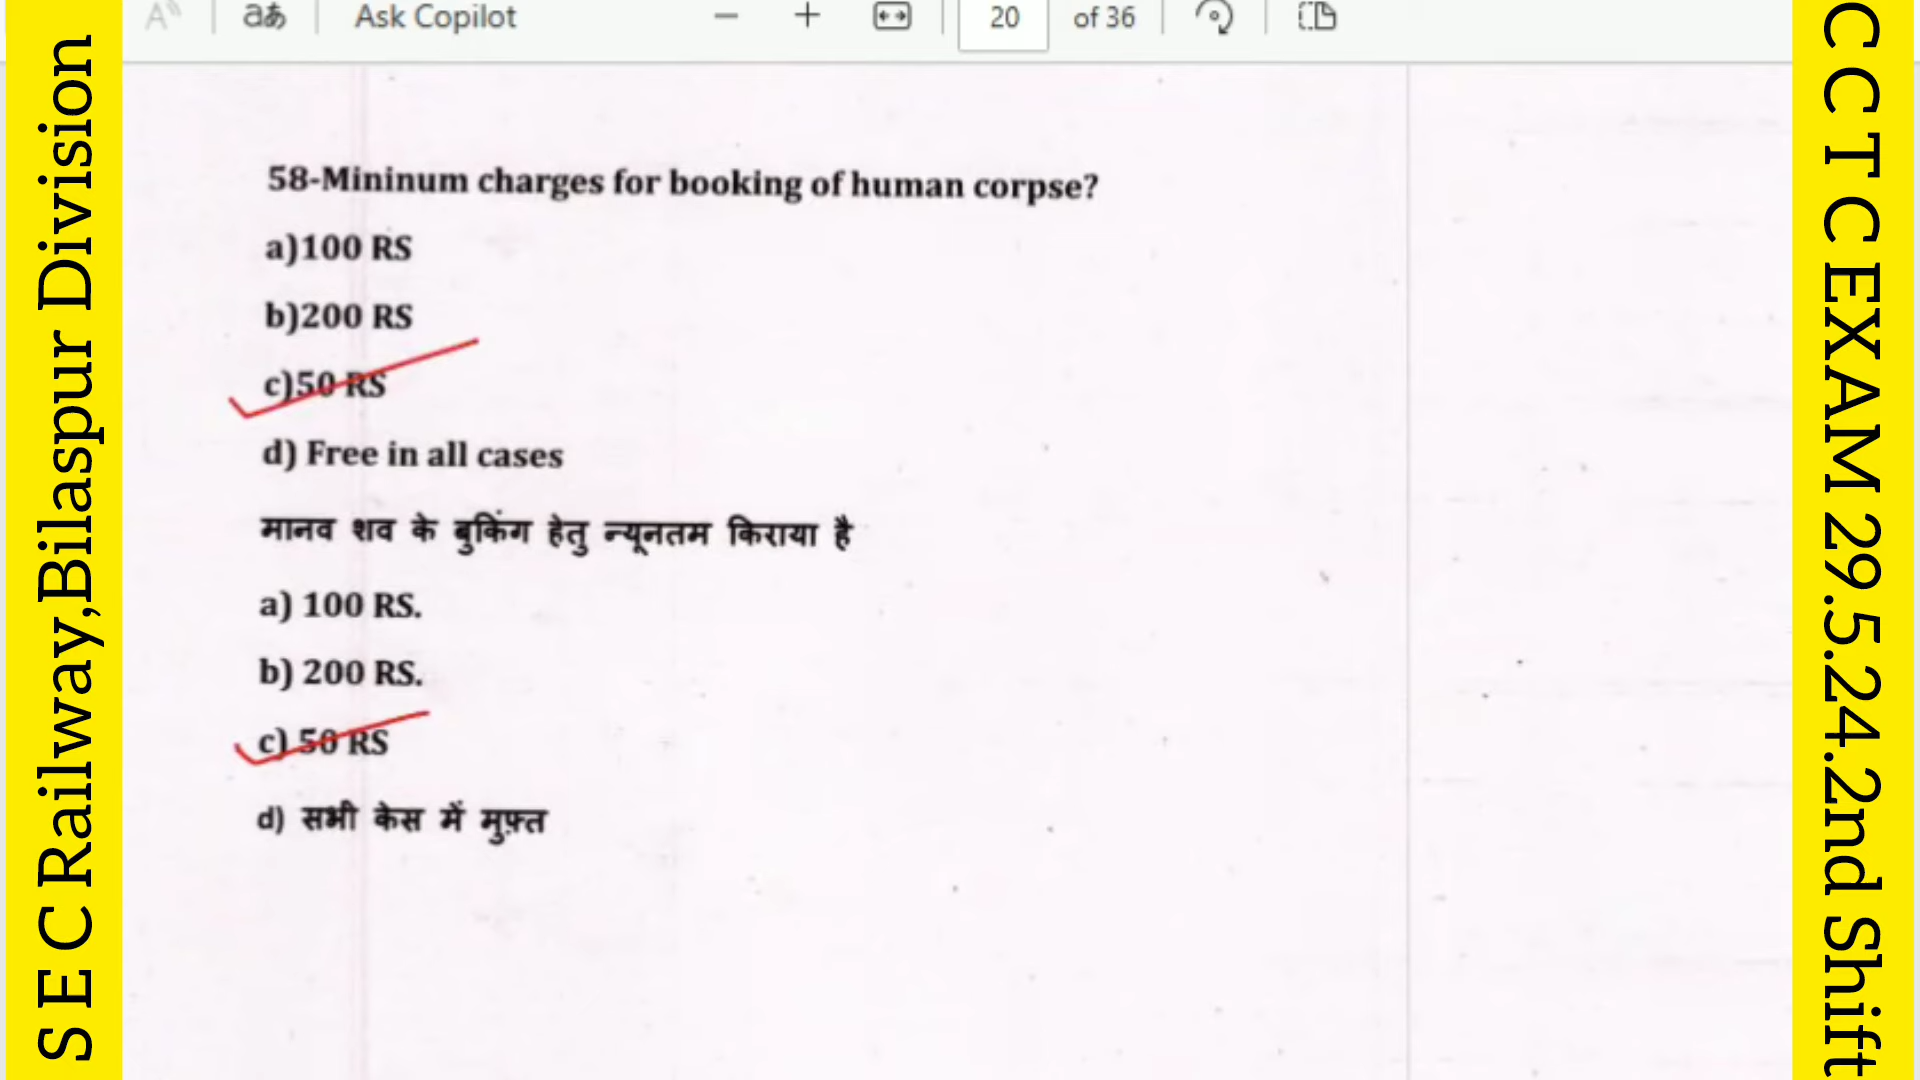 Ask Copilot
20 of 36
S E C Railway,Bilaspur Division
58-Mininum charges for booking of human corpse?
a)100 RS
b)200 RS
c)50 RS
d) Free in all cases
मानव शव के बुकिंग हेतु न्यूनतम किराया है
a) 100 RS.
b) 200 RS.
c) 50 RS
d) सभी केस में मुफ़्त
C C T C EXAM 29.5.24.2nd Shift